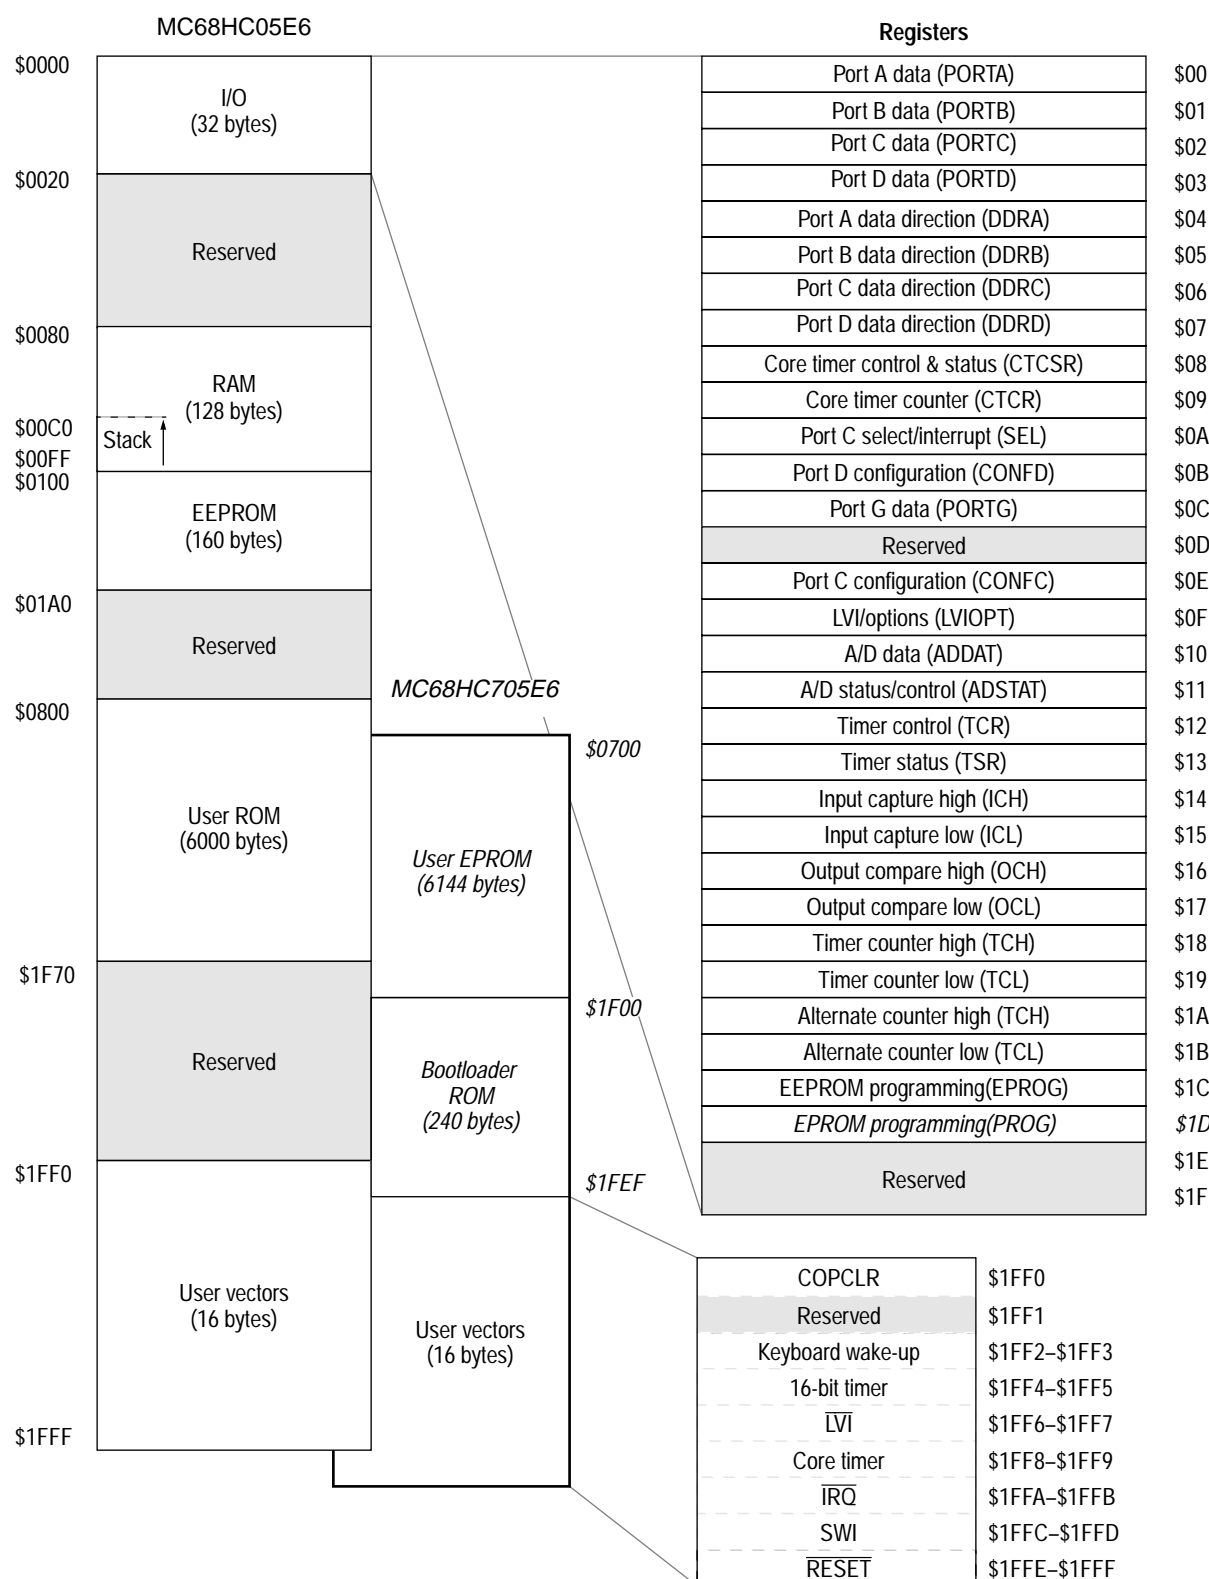 MC68HC05E6
$0000
I/O
(32 bytes)
$0020
Reserved
$0080
RAM
(128 bytes)
$00C0
Stack
$00FF
$0100
EEPROM
(160 bytes)
$01A0
Reserved
$0800
User ROM
(6000 bytes)
$1F70
Reserved
$1FF0
User vectors
(16 bytes)
$1FFF
MC68HC705E6
$0700
User EPROM
(6144 bytes)
$1F00
Bootloader
ROM
(240 bytes)
$1FEF
User vectors
(16 bytes)
Registers
Port A data (PORTA) $00
Port B data (PORTB) $01
Port C data (PORTC) $02
Port D data (PORTD) $03
Port A data direction (DDRA) $04
Port B data direction (DDRB) $05
Port C data direction (DDRC) $06
Port D data direction (DDRD) $07
Core timer control & status (CTCSR) $08
Core timer counter (CTCR) $09
Port C select/interrupt (SEL) $0A
Port D configuration (CONFD) $0B
Port G data (PORTG) $0C
Reserved $0D
Port C configuration (CONFC) $0E
LVI/options (LVIOPT) $0F
A/D data (ADDAT) $10
A/D status/control (ADSTAT) $11
Timer control (TCR) $12
Timer status (TSR) $13
Input capture high (ICH) $14
Input capture low (ICL) $15
Output compare high (OCH) $16
Output compare low (OCL) $17
Timer counter high (TCH) $18
Timer counter low (TCL) $19
Alternate counter high (TCH) $1A
Alternate counter low (TCL) $1B
EEPROM programming(EPROG) $1C
EPROM programming(PROG) $1D
$1E
Reserved
$1F
COPCLR $1FF0
Reserved $1FF1
Keyboard wake-up $1FF2–$1FF3
16-bit timer $1FF4–$1FF5
LVI $1FF6–$1FF7
Core timer $1FF8–$1FF9
IRQ $1FFA–$1FFB
SWI $1FFC–$1FFD
RESET $1FFE–$1FFF